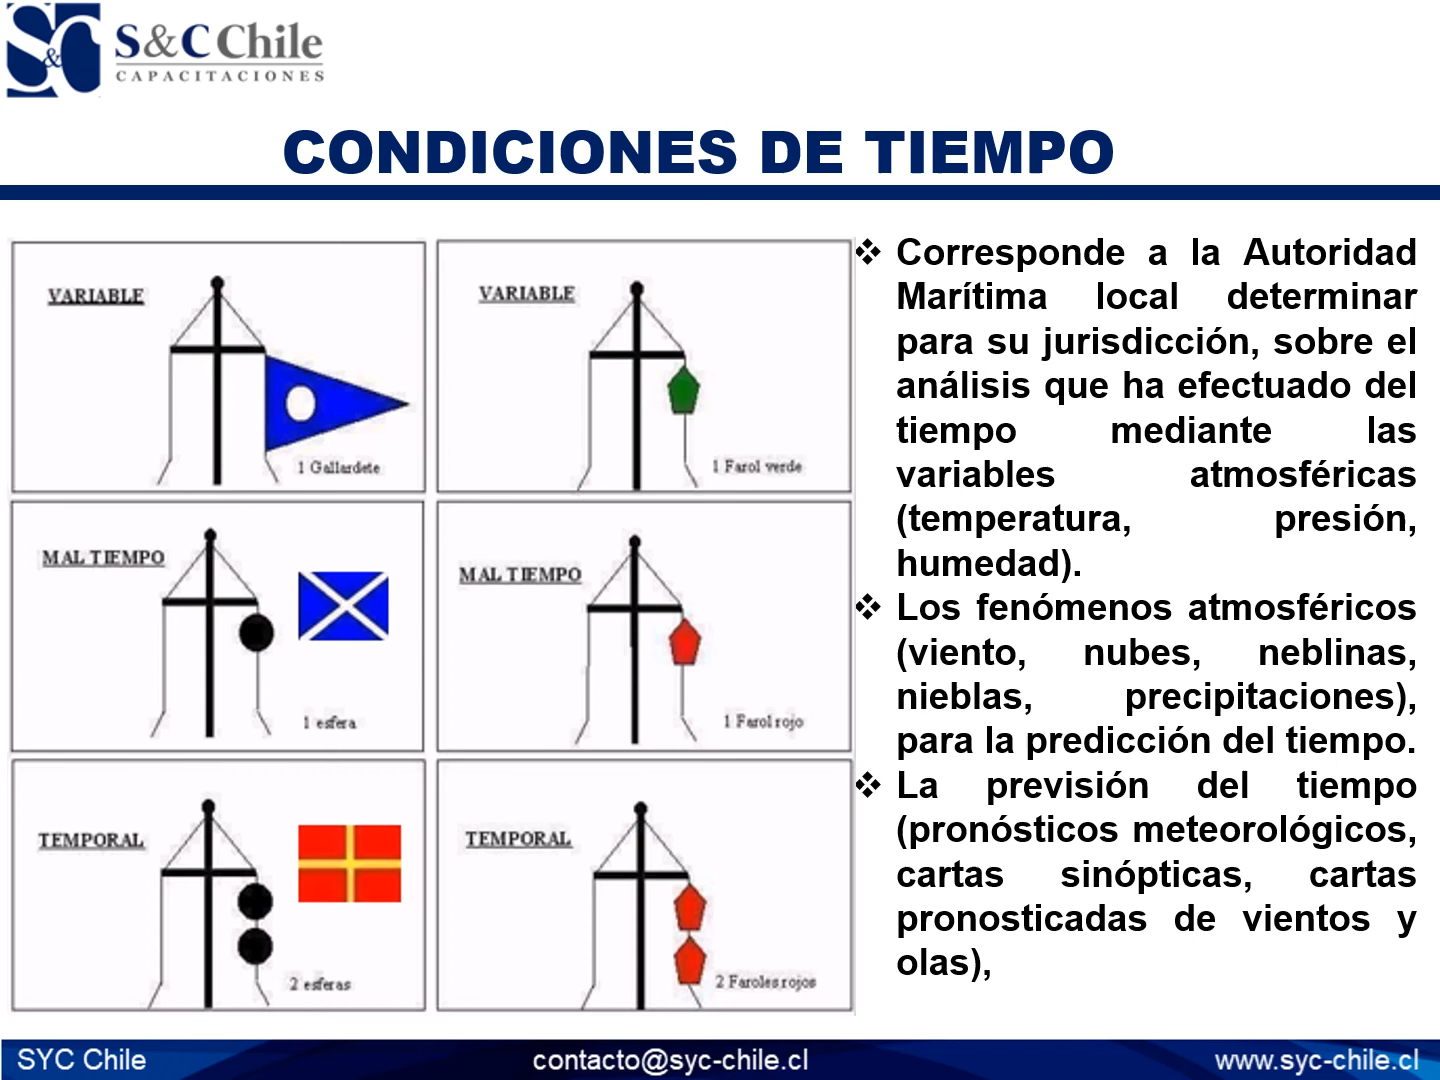 S&C Chile
CAPACITACIONES
CONDICIONES DE TIEMPO
VARIABLE
1 Gallardete
VARIABLE
1 Farol verde
MAL TIEMPO
1 esfera
MAL TIEMPO
1 Farol rojo
TEMPORAL
2 esferas
TEMPORAL
2 Faroles rojos
❖ Corresponde a la Autoridad
Marítima local determinar
para su jurisdicción, sobre el
análisis que ha efectuado del
tiempo mediante las
variables atmosféricas
(temperatura, presión,
humedad).
❖ Los fenómenos atmosféricos
(viento, nubes, neblinas,
nieblas, precipitaciones),
para la predicción del tiempo.
❖ La previsión del tiempo
(pronósticos meteorológicos,
cartas sinópticas, cartas
pronosticadas de vientos y
olas),
SYC Chile
contacto@syc-chile.cl
www.syc-chile.cl